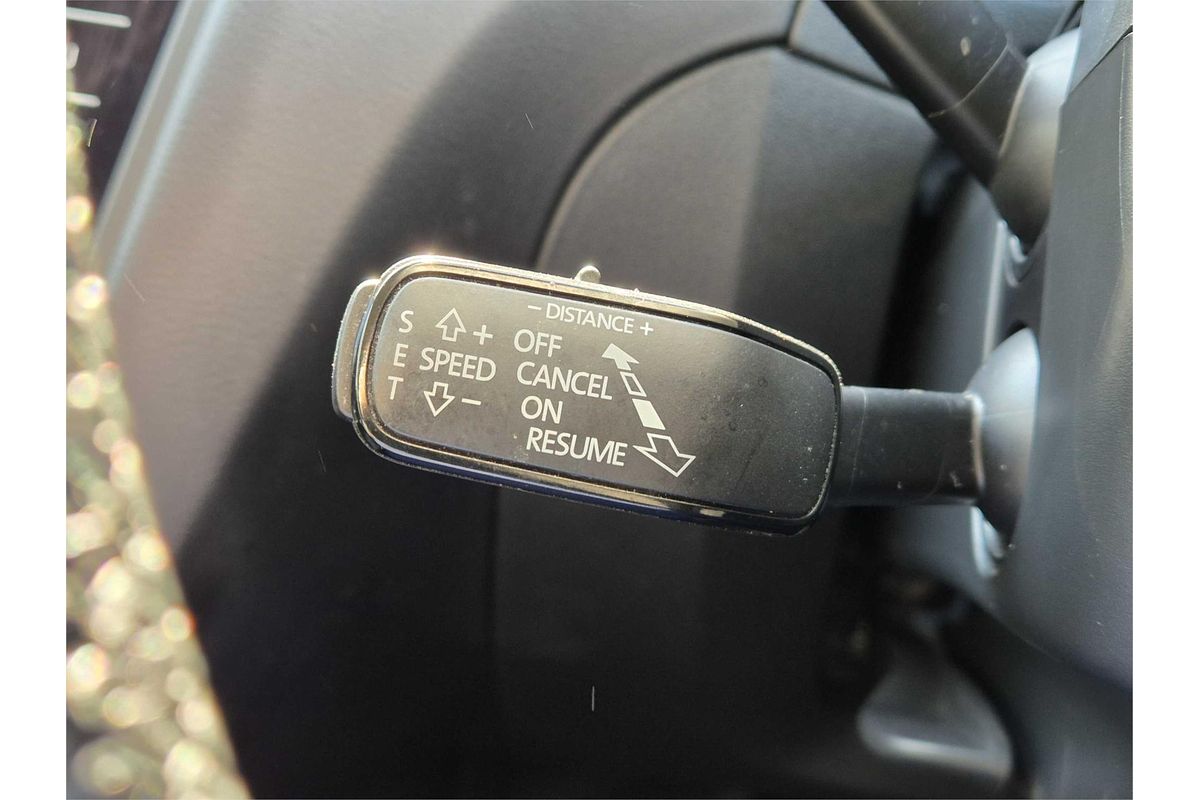 - DISTANCE +
S E T
+
SPEED
-
OFF
CANCEL
ON
RESUME